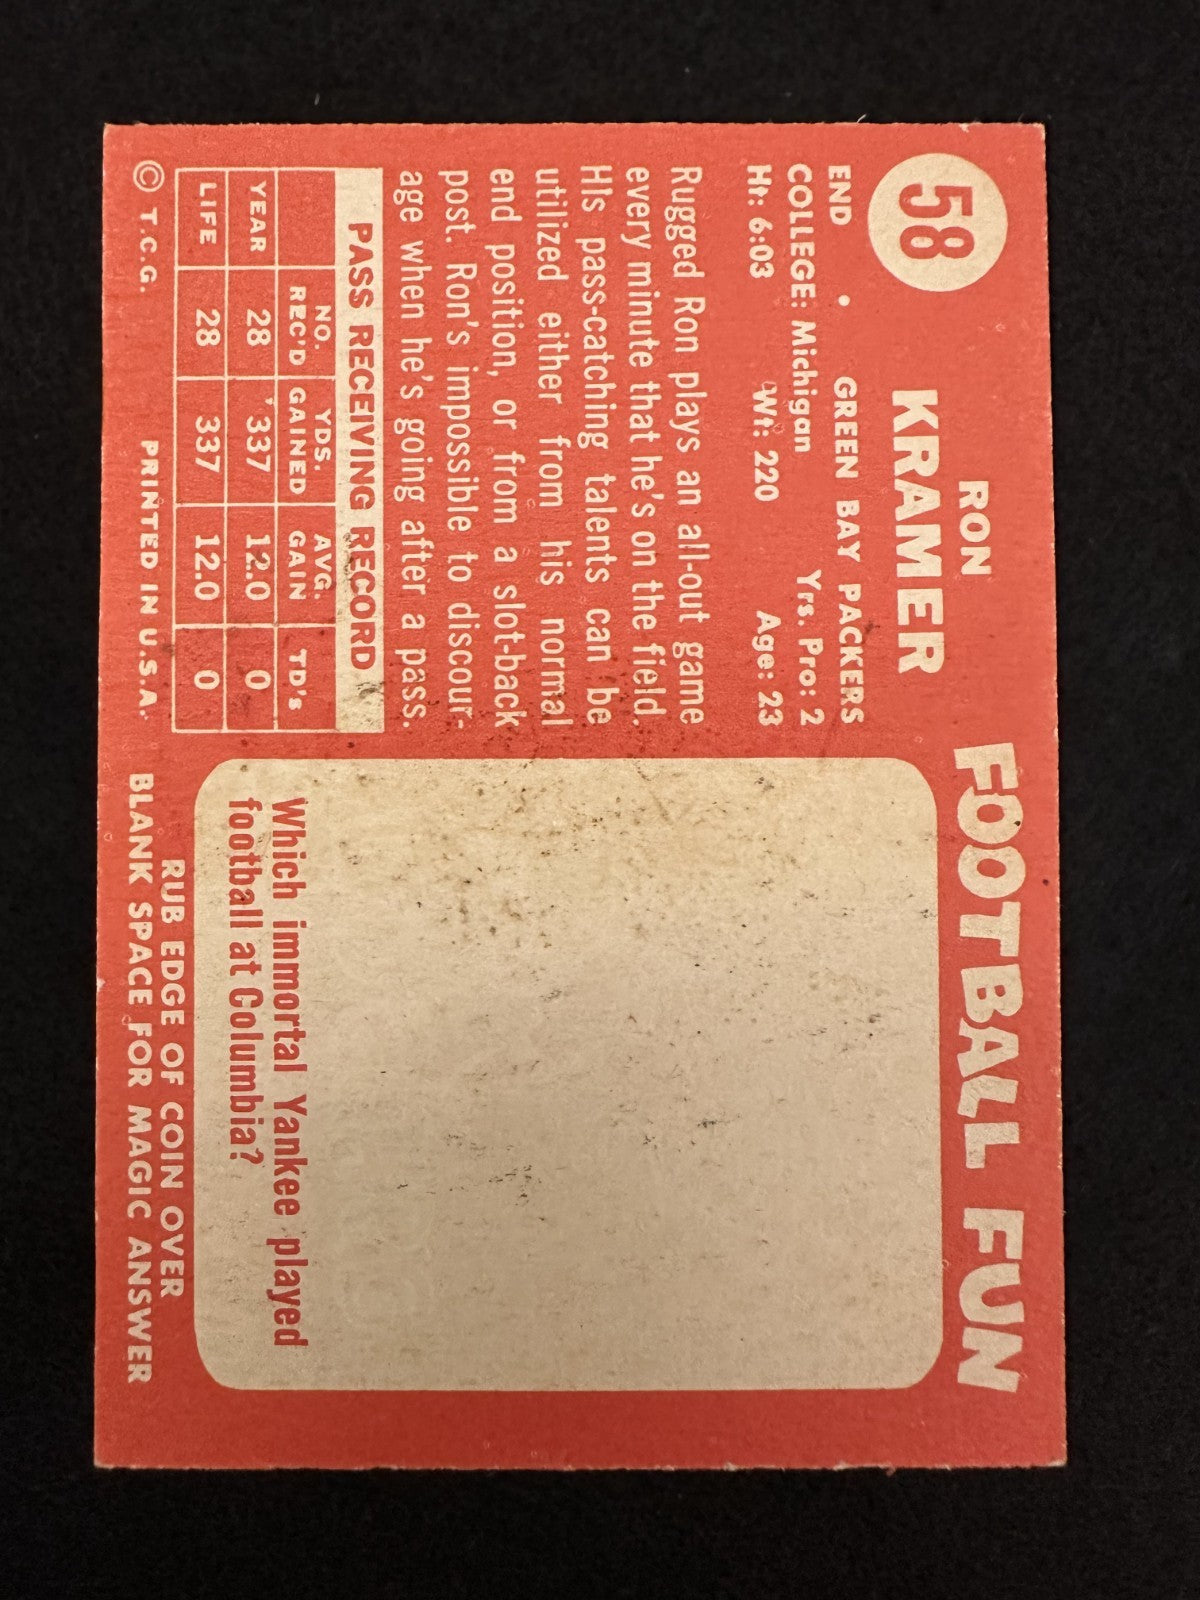 58
RON
KRAMER
END • GREEN BAY PACKERS
COLLEGE: Michigan Yrs. Pro: 2
Ht: 6:03 Wt: 220 Age: 23
Rugged Ron plays an all-out game
every minute that he's on the field.
HIs pass-catching talents can be
utilized either from his normal
end position, or from a slot-back
post. Ron's impossible to discour-
age when he's going after a pass.
PASS RECEIVING RECORD
NO. REC'D YDS. GAINED AVG. GAIN TD's
YEAR 28 337 12.0 0
LIFE 28 337 12.0 0
© T.C.G. PRINTED IN U.S.A.
FOOTBALL FUN
Which immortal Yankee played
football at Columbia?
RUB EDGE OF COIN OVER
BLANK SPACE FOR MAGIC ANSWER